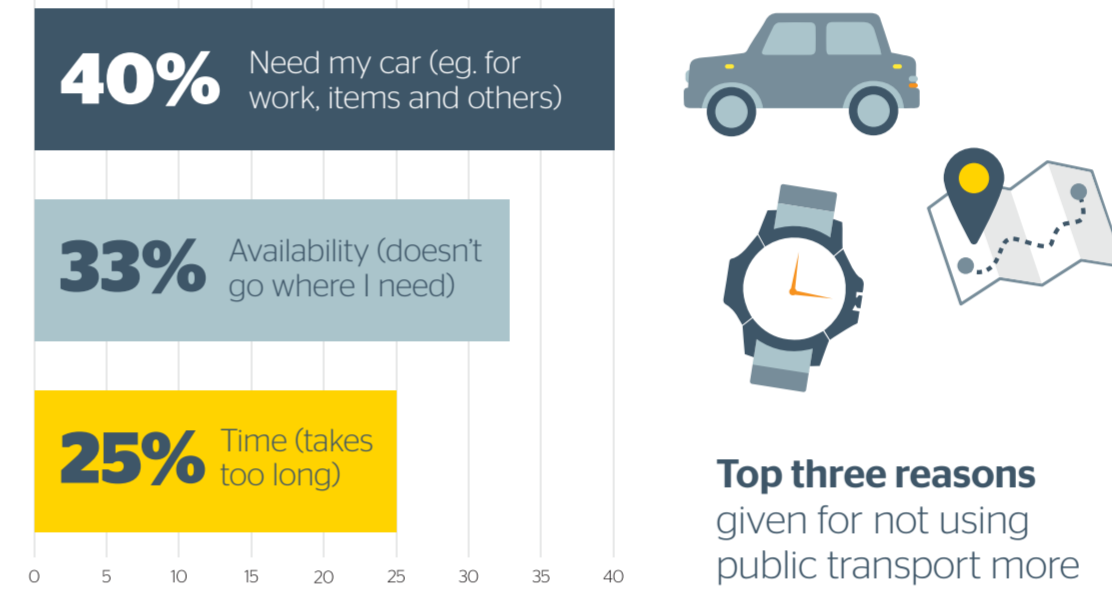 40%
Need my car (eg. for
work, items and others)
33%
Availability (doesn't
go where I need)
25%
Time (takes
too long)
0 5 10 15 20 25 30 35 40
Top three reasons
given for not using
public transport more